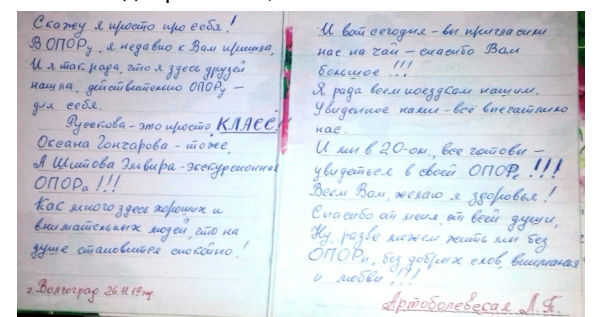 Скажу я просто про себя!
В ОПОРу, я недавно к Вам пришла,
И я так рада, что я здесь друзей
нашла, действительно ОПОРу –
для себя.
Русскова - это просто КЛАСС!
Оксана Гончарова - тоже,
А Шитова Эльвира - экскурсионная
ОПОРа !!!
Как много здесь хороших и
внимательных людей, что на
душе становится спокойно!
г. Волгоград 26.11.19 год.
И вот сегодня - вы пригласили
нас на чай - спасибо Вам
большое !!!
Я рада всем поездкам нашим,
Увиденное нами - всё впечатлило
нас.
И мы в 20-ом, все готовы -
увидеться в своей ОПОРе !!!
Всем Вам, желаю я здоровья!
Спасибо от меня, от всей души,
Ну, разве можем жить мы без
ОПОРы, без добрых слов, внимания
и любви !!!
Артоболевская Л.П.